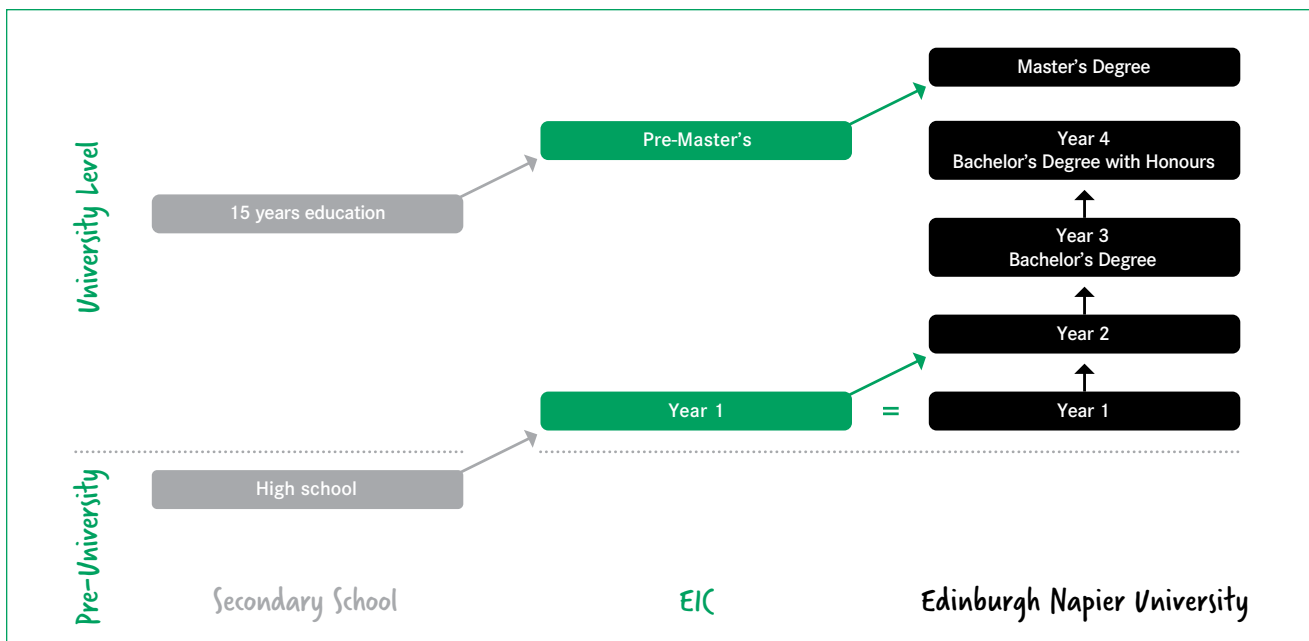 Master's Degree
Pre-Master's
Year 4
Bachelor's Degree with Honours
University Level
15 years education
Year 3
Bachelor's Degree
Year 2
Year 1
=
Year 1
Pre-University
High school
Secondary School
EIC
Edinburgh Napier University